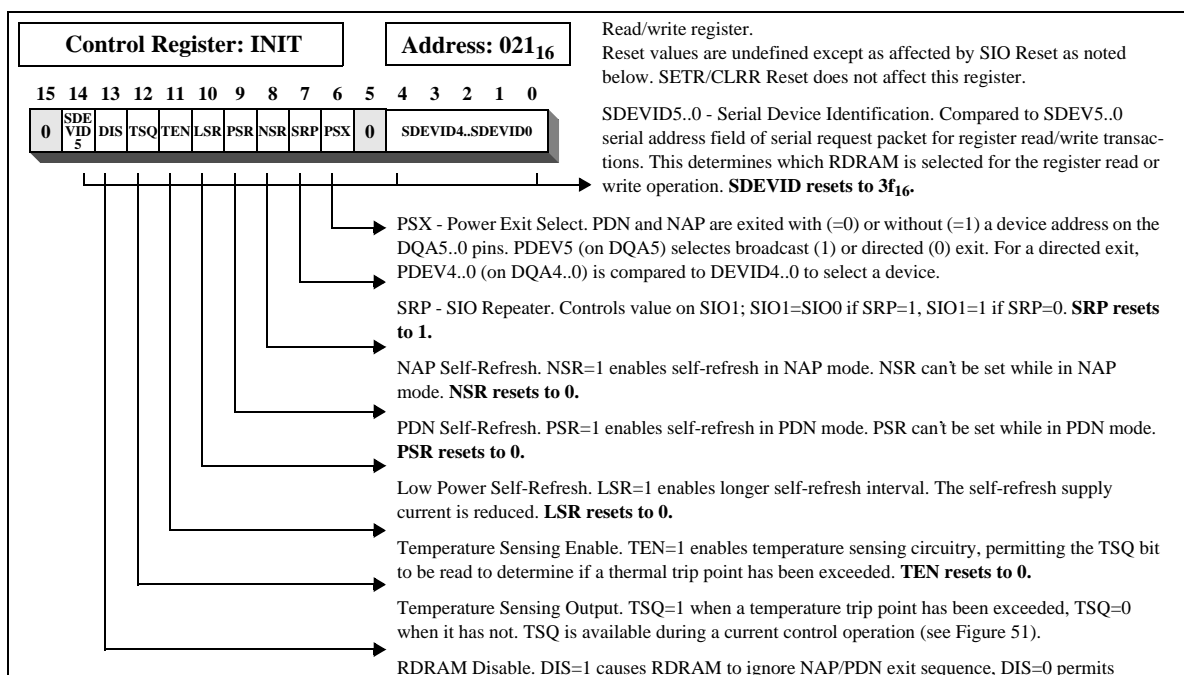 Control Register: INIT
Address: 021₁₆
Read/write register.
Reset values are undefined except as affected by SIO Reset as noted
below. SETR/CLRR Reset does not affect this register.
15 14 13 12 11 10 9 8 7 6 5 4 3 2 1 0
0 SDE VID 5 DIS TSQ TEN LSR PSR NSR SRP PSX 0 SDEVID4..SDEVID0
SDEVID5..0 - Serial Device Identification. Compared to SDEV5..0
serial address field of serial request packet for register read/write transac-
tions. This determines which RDRAM is selected for the register read or
write operation. SDEVID resets to 3f₁₆.
PSX - Power Exit Select. PDN and NAP are exited with (=0) or without (=1) a device address on the
DQA5..0 pins. PDEV5 (on DQA5) selectes broadcast (1) or directed (0) exit. For a directed exit,
PDEV4..0 (on DQA4..0) is compared to DEVID4..0 to select a device.
SRP - SIO Repeater. Controls value on SIO1; SIO1=SIO0 if SRP=1, SIO1=1 if SRP=0. SRP resets
to 1.
NAP Self-Refresh. NSR=1 enables self-refresh in NAP mode. NSR can't be set while in NAP
mode. NSR resets to 0.
PDN Self-Refresh. PSR=1 enables self-refresh in PDN mode. PSR can't be set while in PDN mode.
PSR resets to 0.
Low Power Self-Refresh. LSR=1 enables longer self-refresh interval. The self-refresh supply
current is reduced. LSR resets to 0.
Temperature Sensing Enable. TEN=1 enables temperature sensing circuitry, permitting the TSQ bit
to be read to determine if a thermal trip point has been exceeded. TEN resets to 0.
Temperature Sensing Output. TSQ=1 when a temperature trip point has been exceeded, TSQ=0
when it has not. TSQ is available during a current control operation (see Figure 51).
RDRAM Disable. DIS=1 causes RDRAM to ignore NAP/PDN exit sequence, DIS=0 permits